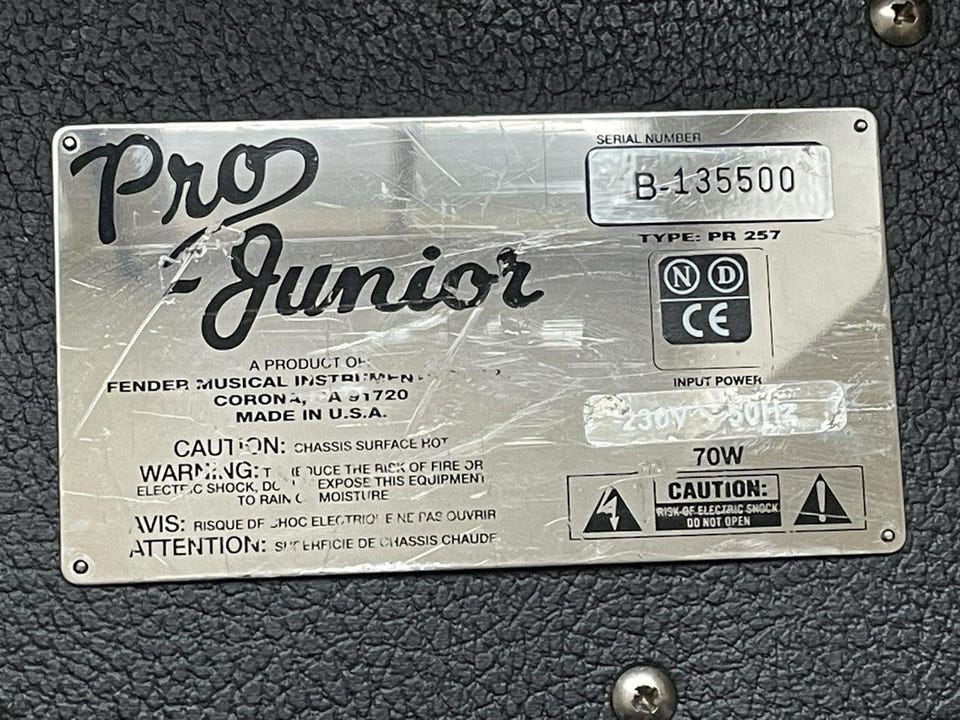 Pro
Junior
A PRODUCT OF:
FENDER MUSICAL
CORONA, CA 91720
MADE IN U.S.A.
CAUTION: CHASSIS SURFACE HOT
WARNING: TO REDUCE THE RISK OF FIRE OR
ELECTRIC SHOCK, DO NOT EXPOSE THIS EQUIPMENT
TO RAIN OR MOISTURE
AVIS: RISQUE DE CHOC ELECTRIQUE NE PAS OUVRIR
ATTENTION: SURFERFICIE DE CHASSIS CHAUDE
SERIAL NUMBER
B-135500
TYPE: PR 257
N D
CE
INPUT POWER
230V ~ 50HZ
70W
CAUTION:
RISK OF ELECTRIC SHOCK
DO NOT OPEN